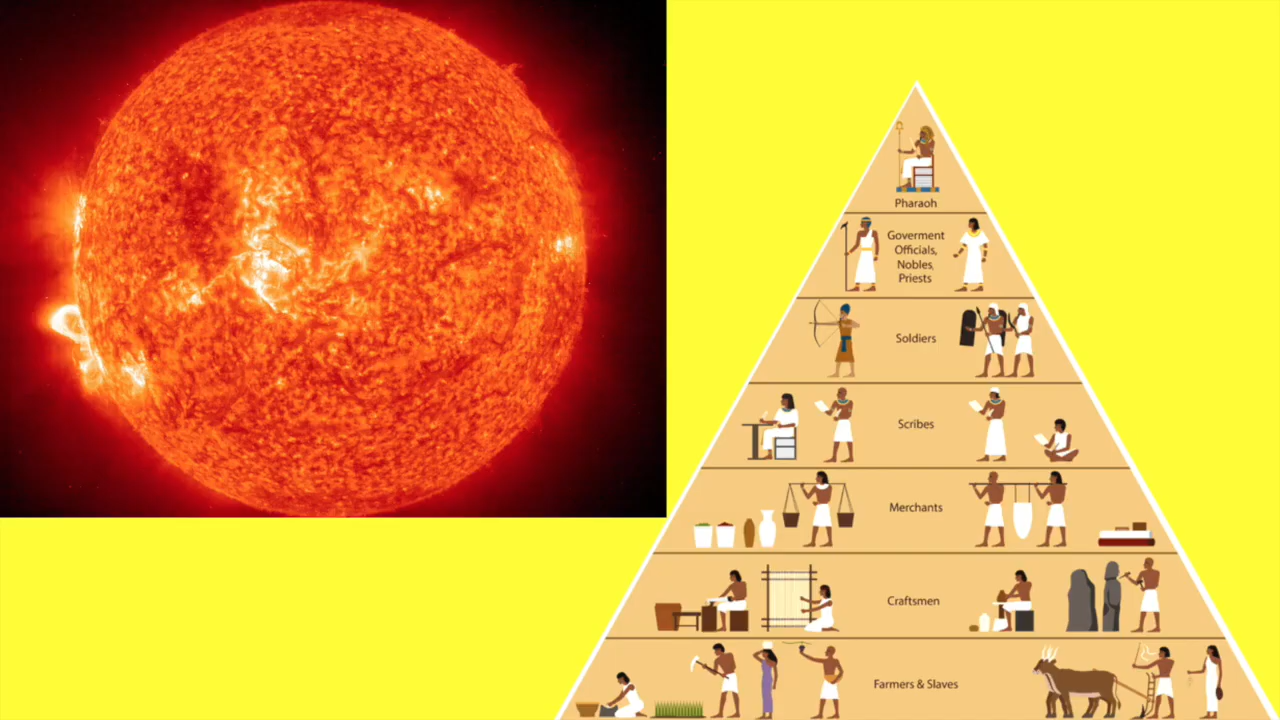 Pharaoh
Goverment
Officials,
Nobles,
Priests
Soldiers
Scribes
Merchants
Craftsmen
Farmers & Slaves